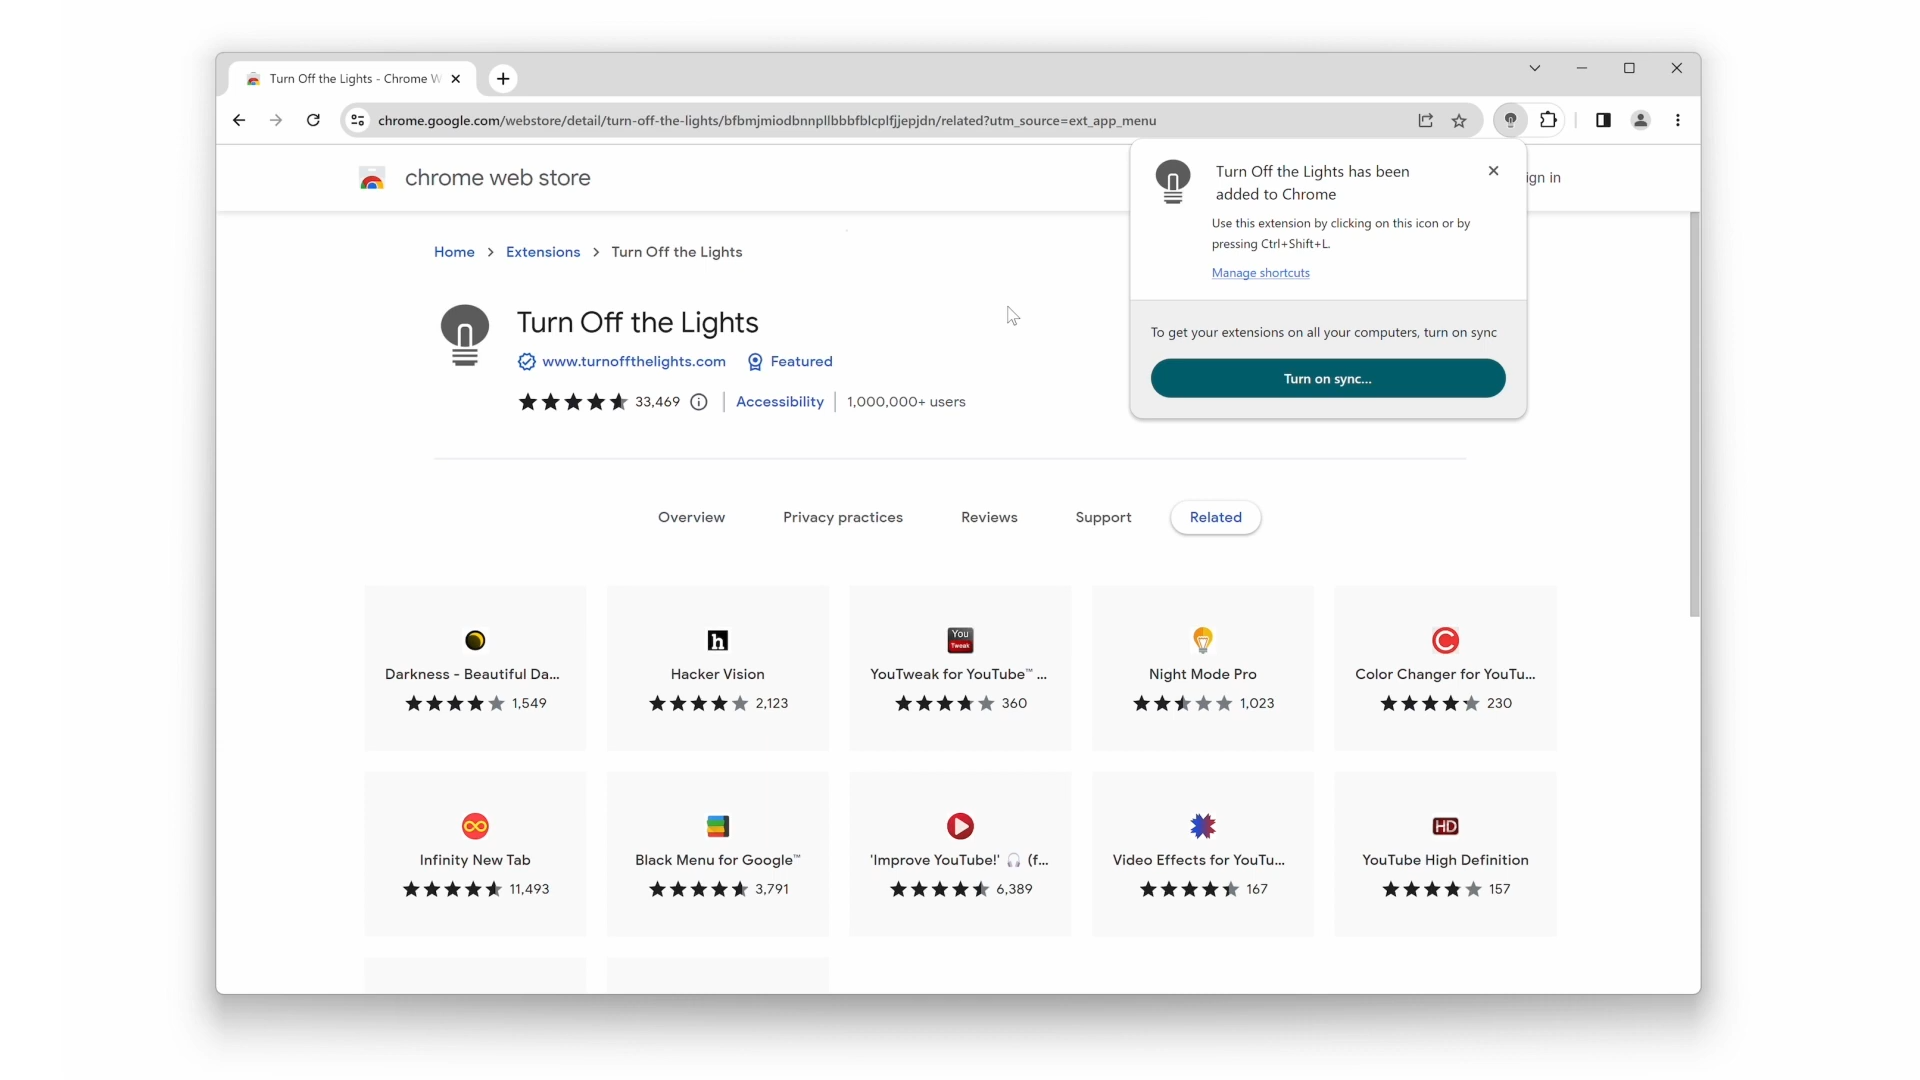 Turn Off the Lights - Chrome W
chrome.google.com/webstore/detail/turn-off-the-lights/bfbmjmiodbnnpllbbbfblcplfjjepjdn/related?utm_source=ext_app_menu
chrome web store
ign in
Turn Off the Lights has been
added to Chrome
Use this extension by clicking on this icon or by
pressing Ctrl+Shift+L.
Manage shortcuts
To get your extensions on all your computers, turn on sync
Turn on sync...
Home > Extensions > Turn Off the Lights
Turn Off the Lights
www.turnoffthelights.com Featured
33,469 Accessibility 1,000,000+ users
Overview Privacy practices Reviews Support Related
h You Tweak C
Darkness - Beautiful Da... Hacker Vision YouTweak for YouTube™ ... Night Mode Pro Color Changer for YouTu...
1,549 2,123 360 1,023 230
HD
Infinity New Tab Black Menu for Google™ 'Improve YouTube!' 🎧 (f... Video Effects for YouTu... YouTube High Definition
11,493 3,791 6,389 167 157